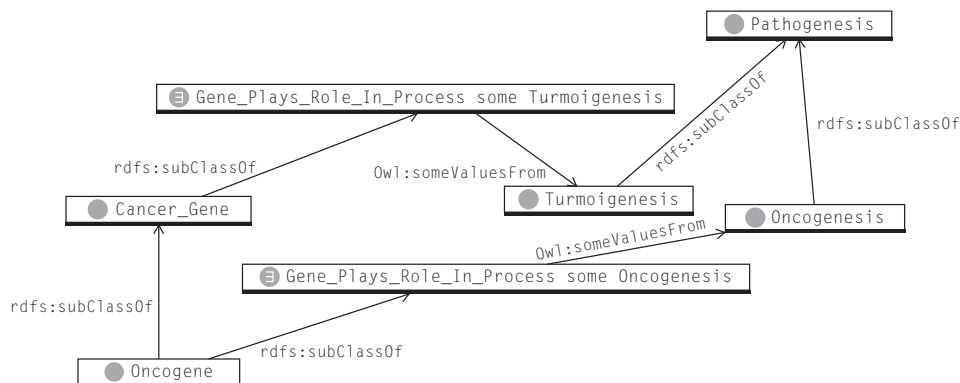 Pathogenesis
∃ Gene_Plays_Role_In_Process some Turmoigenesis
rdfs:subClassOf
rdfs:subClassOf
rdfs:subClassOf
Owl:someValuesFrom
Cancer_Gene
Turmoigenesis
Oncogenesis
Owl:someValuesFrom
∃ Gene_Plays_Role_In_Process some Oncogenesis
rdfs:subClassOf
rdfs:subClassOf
Oncogene